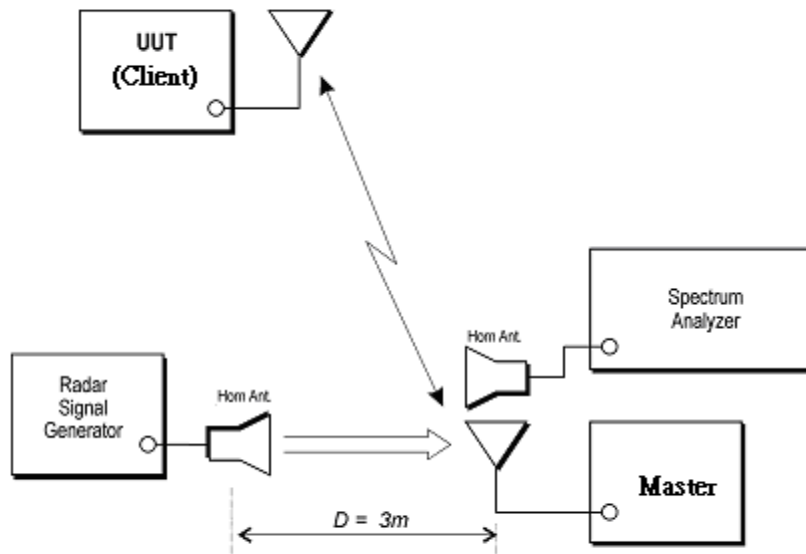 UUT
(Client)
Spectrum
Analyzer
Horn Ant.
Radar
Signal
Generator
Horn Ant.
Master
D = 3m